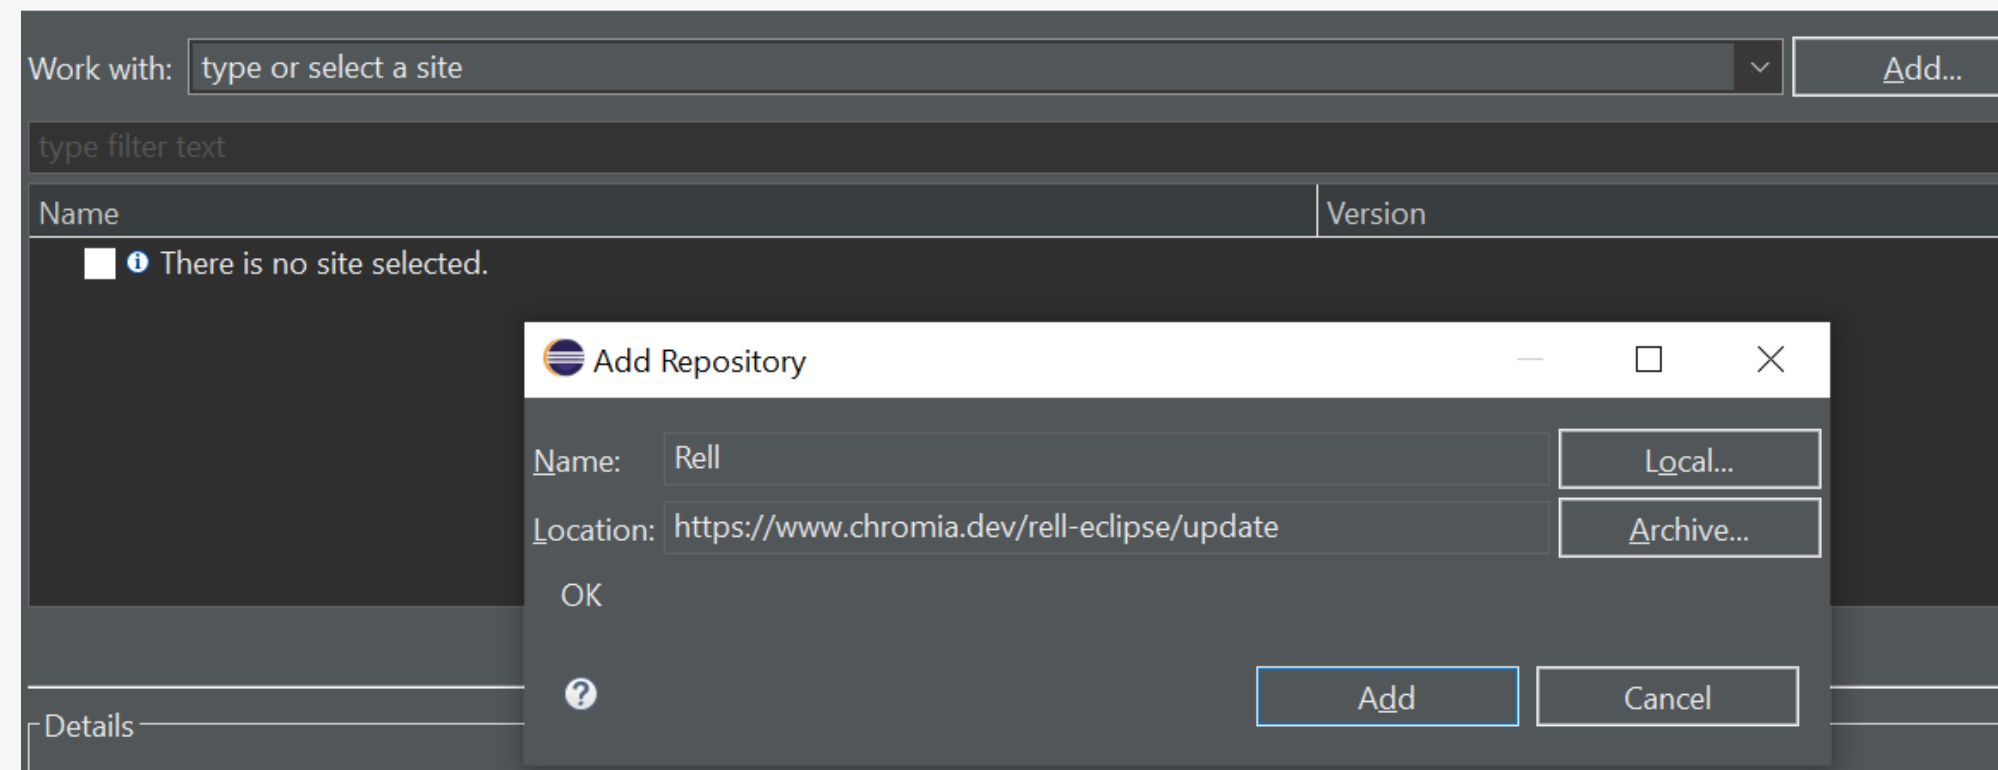 Work with: type or select a site Add...
type filter text
Name Version
There is no site selected.
Add Repository
Name: Rell Local...
Location: https://www.chromia.dev/rell-eclipse/update Archive...
OK
Add Cancel
Details